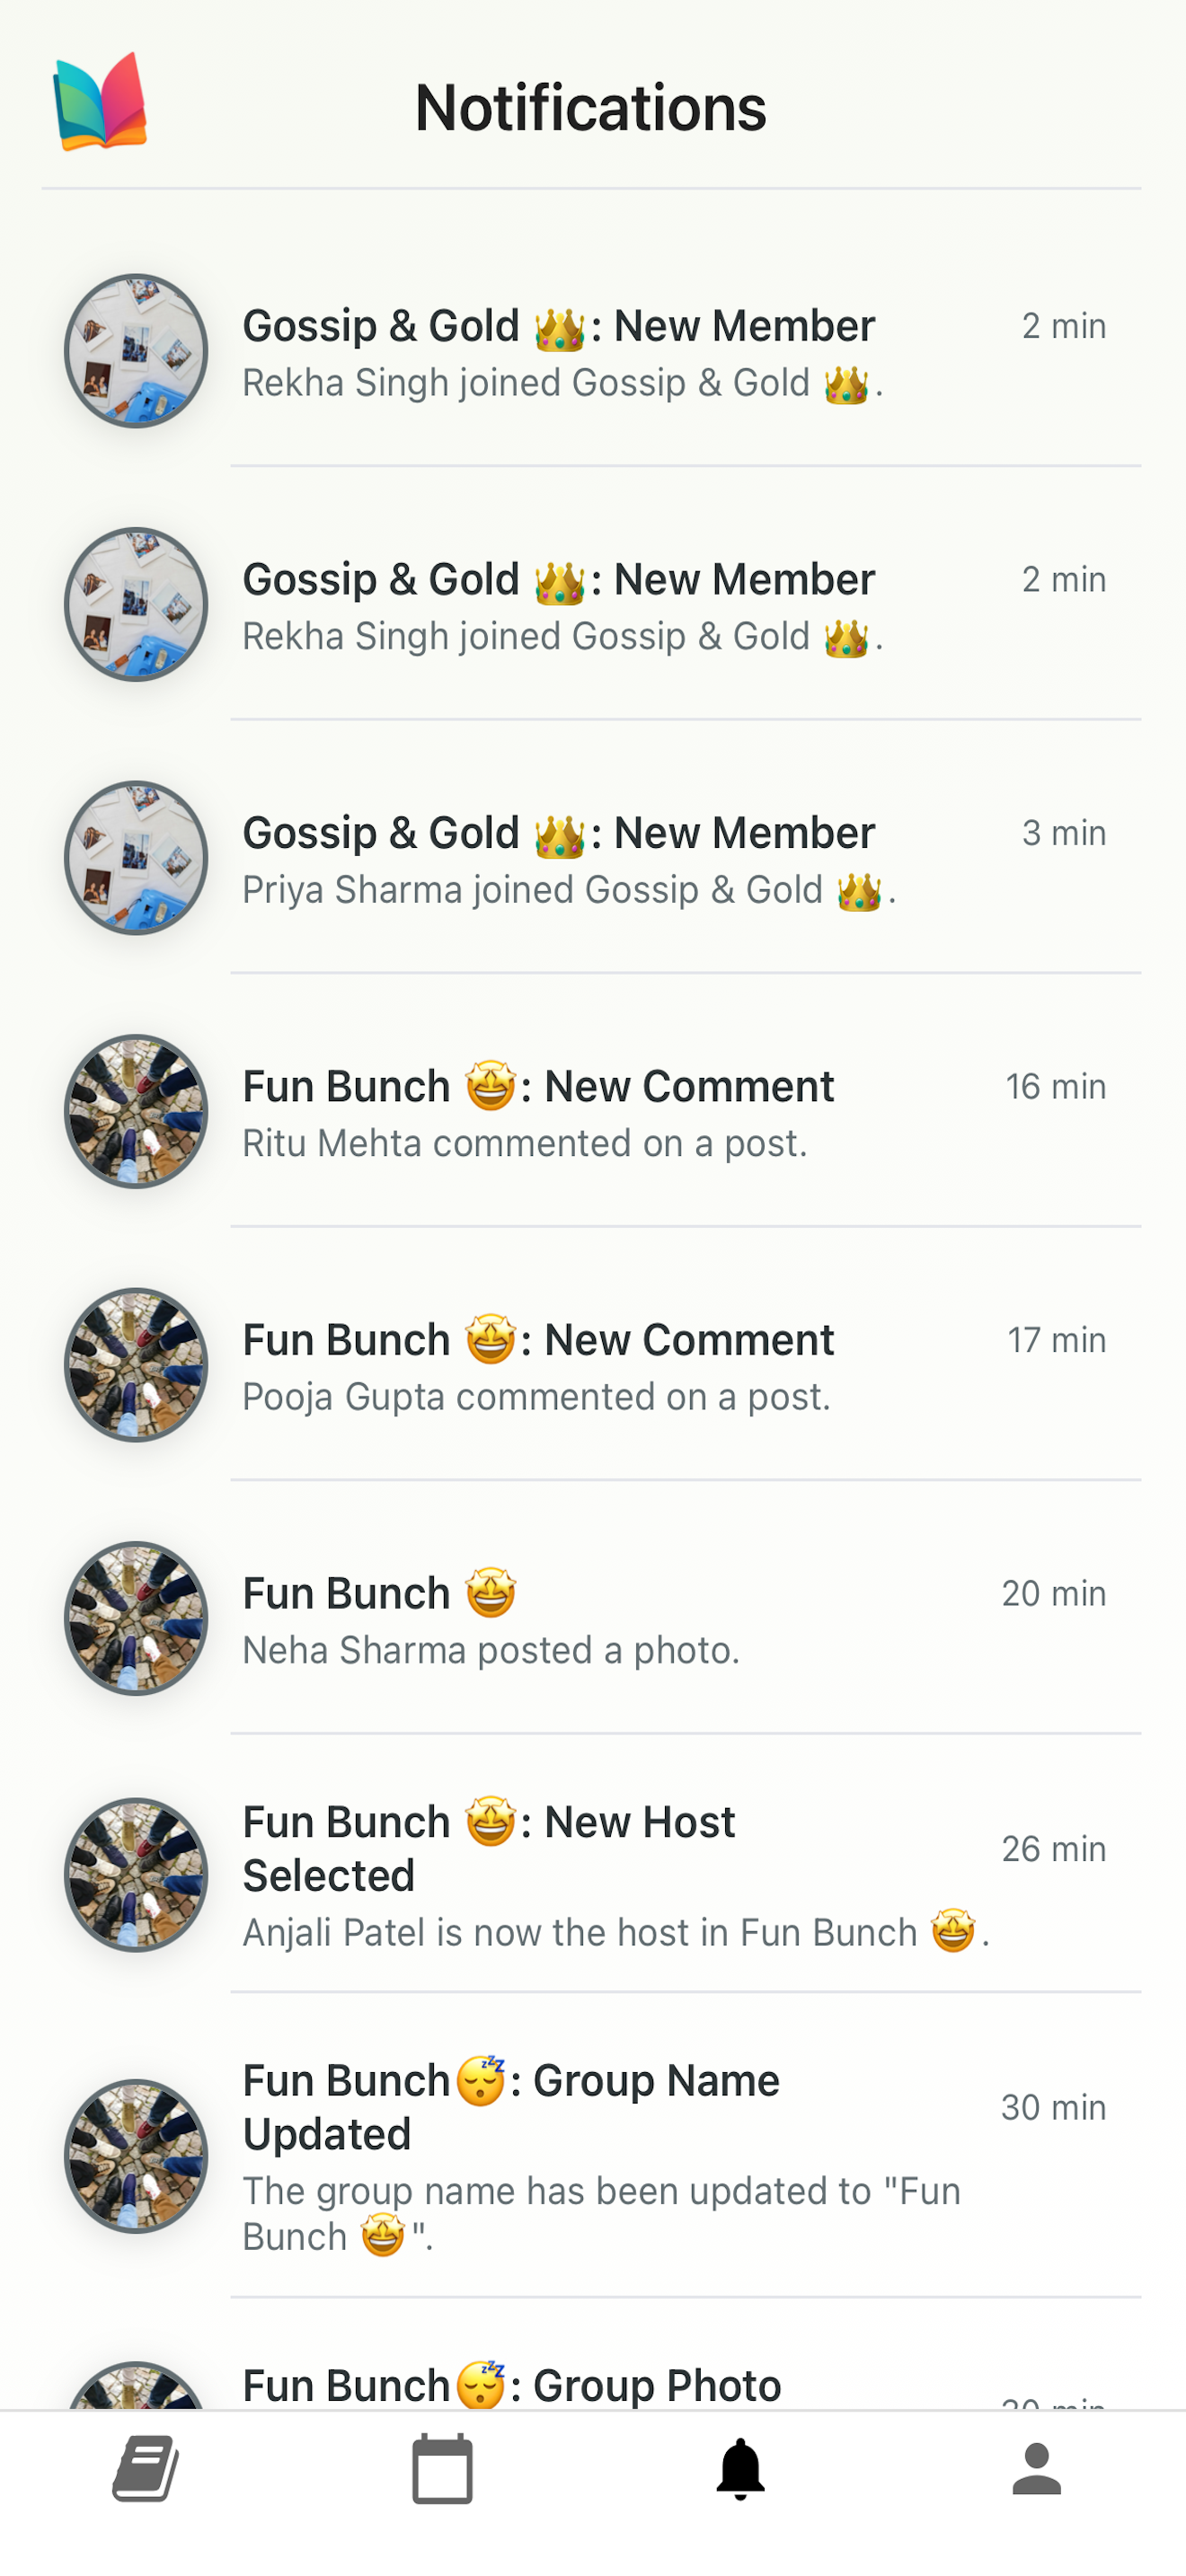 Notifications
Gossip & Gold 👑: New Member
2 min
Rekha Singh joined Gossip & Gold 👑.
Gossip & Gold 👑: New Member
2 min
Rekha Singh joined Gossip & Gold 👑.
Gossip & Gold 👑: New Member
3 min
Priya Sharma joined Gossip & Gold 👑.
Fun Bunch 🤩: New Comment
16 min
Ritu Mehta commented on a post.
Fun Bunch 🤩: New Comment
17 min
Pooja Gupta commented on a post.
Fun Bunch 🤩
20 min
Neha Sharma posted a photo.
Fun Bunch 🤩: New Host
Selected
26 min
Anjali Patel is now the host in Fun Bunch 🤩.
Fun Bunch😴: Group Name
Updated
30 min
The group name has been updated to "Fun
Bunch 🤩".
Fun Bunch😴: Group Photo